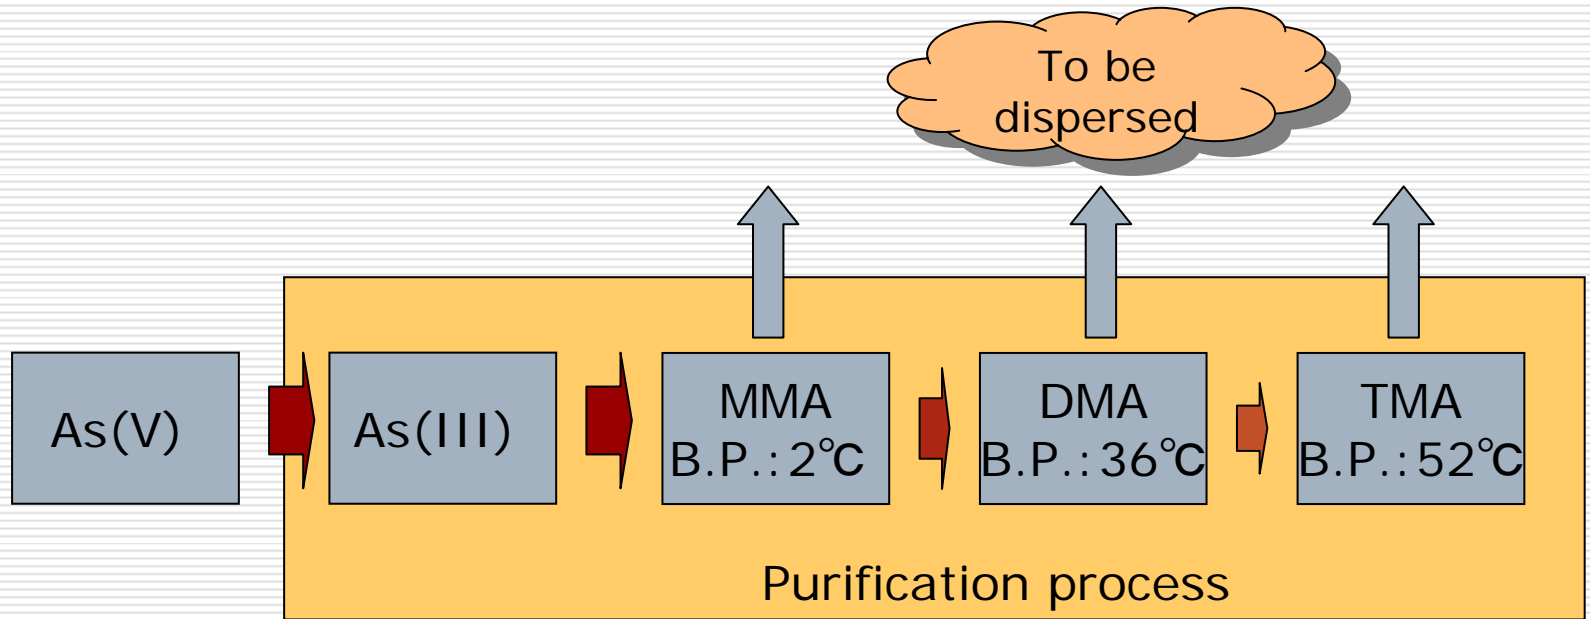 To be
dispersed
As(V)
As(III)
MMA
B.P.:2℃
DMA
B.P.:36℃
TMA
B.P.:52℃
Purification process